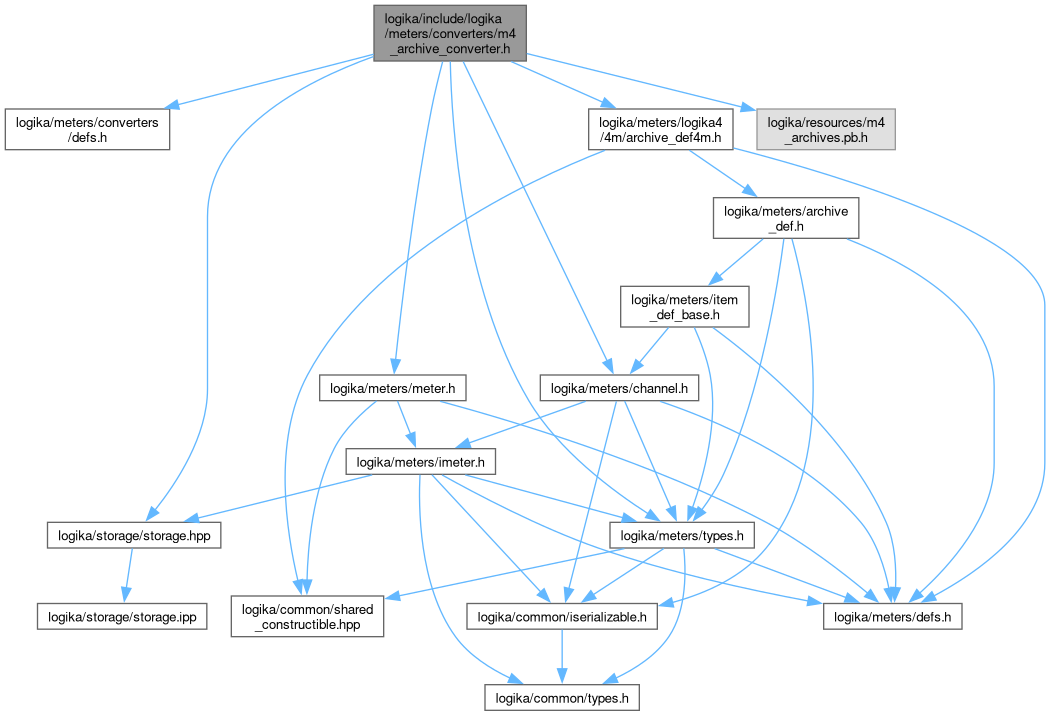 logika/include/logika
/meters/converters/m4
_archive_converter.h
logika/meters/converters
/defs.h
logika/meters/logika4
/4m/archive_def4m.h
logika/resources/m4
_archives.pb.h
logika/meters/archive
_def.h
logika/meters/item
_def_base.h
logika/meters/meter.h
logika/meters/channel.h
logika/meters/imeter.h
logika/storage/storage.hpp
logika/meters/types.h
logika/storage/storage.ipp
logika/common/shared
_constructible.hpp
logika/common/iserializable.h
logika/meters/defs.h
logika/common/types.h